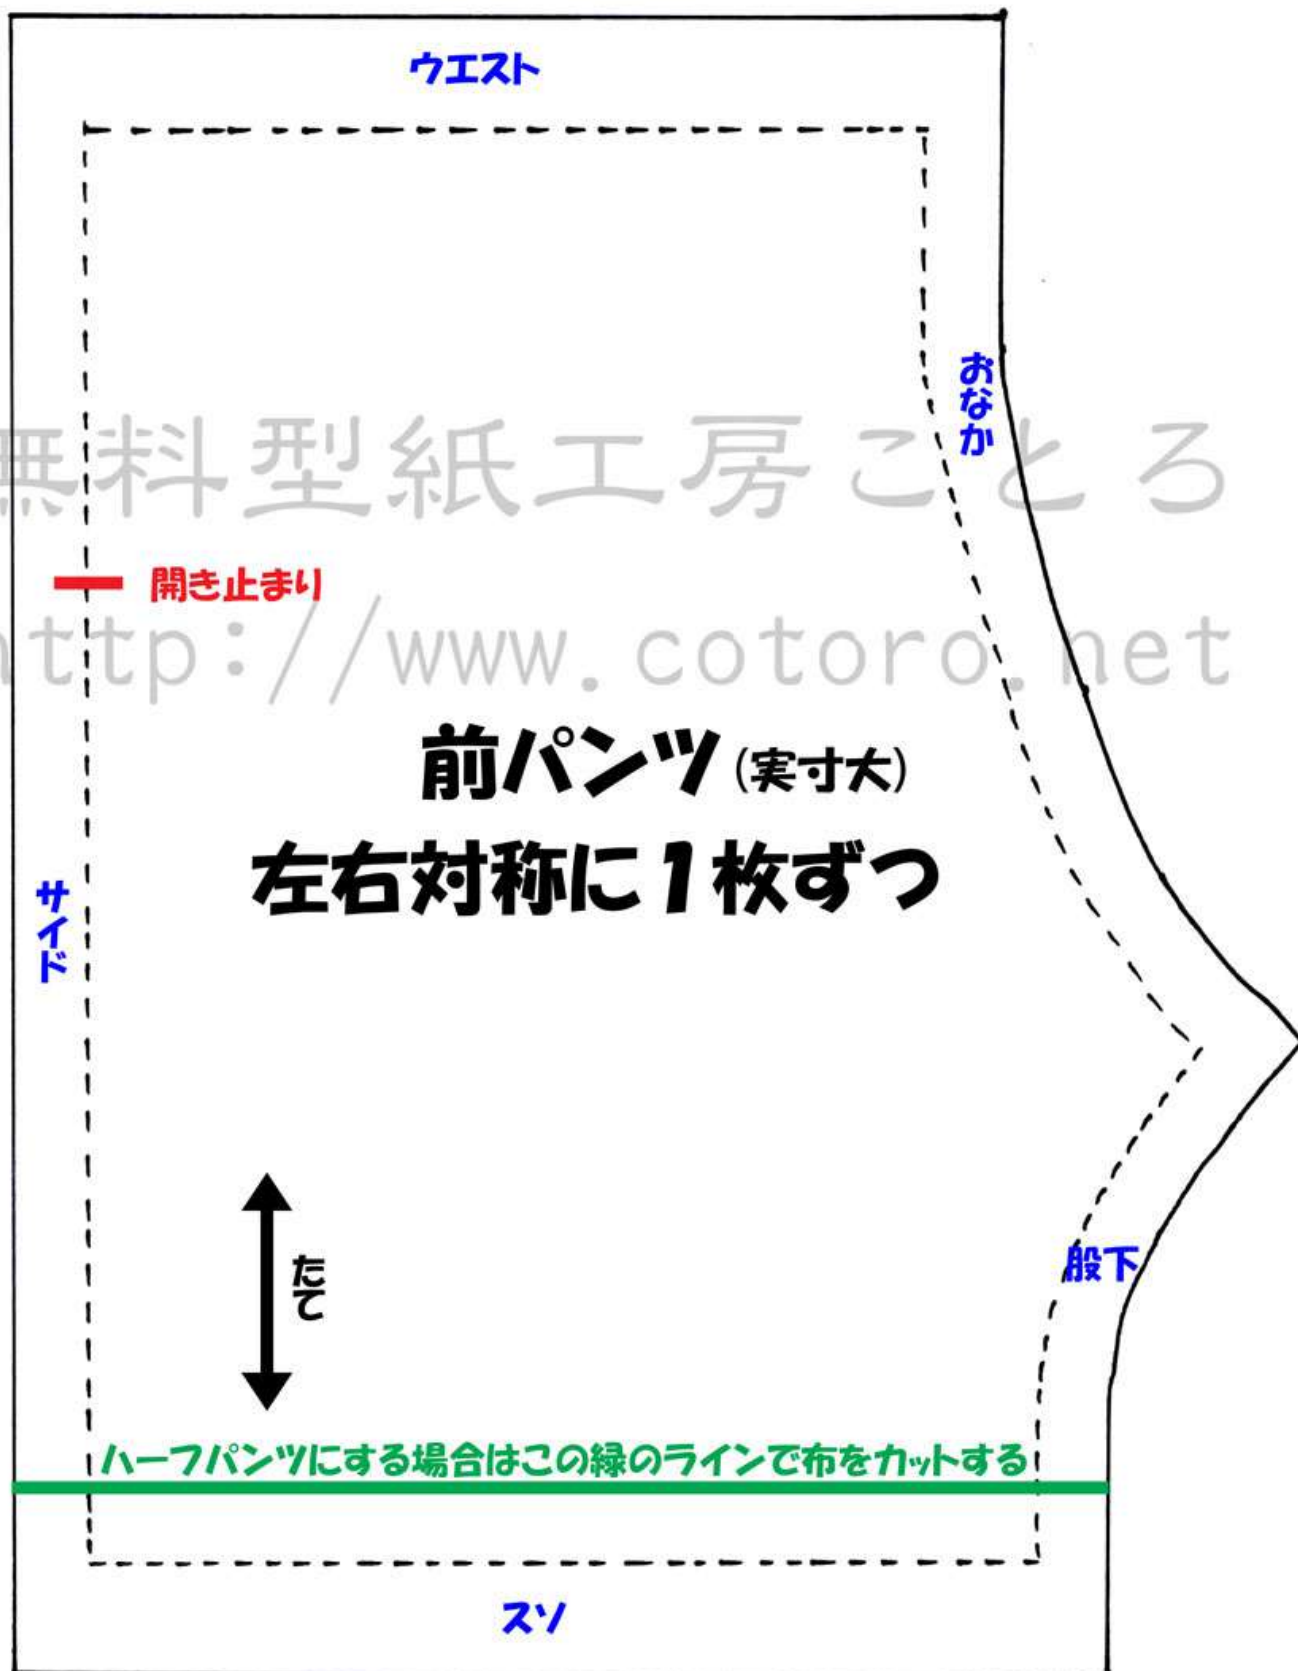 ウエスト
おなか
無料型紙工房ことろ
開き止まり
http://www.cotoro.net
前パンツ(実寸大)
左右対称に1枚ずつ
サイド
たて
股下
ハーフパンツにする場合はこの緑のラインで布をカットする
スソ